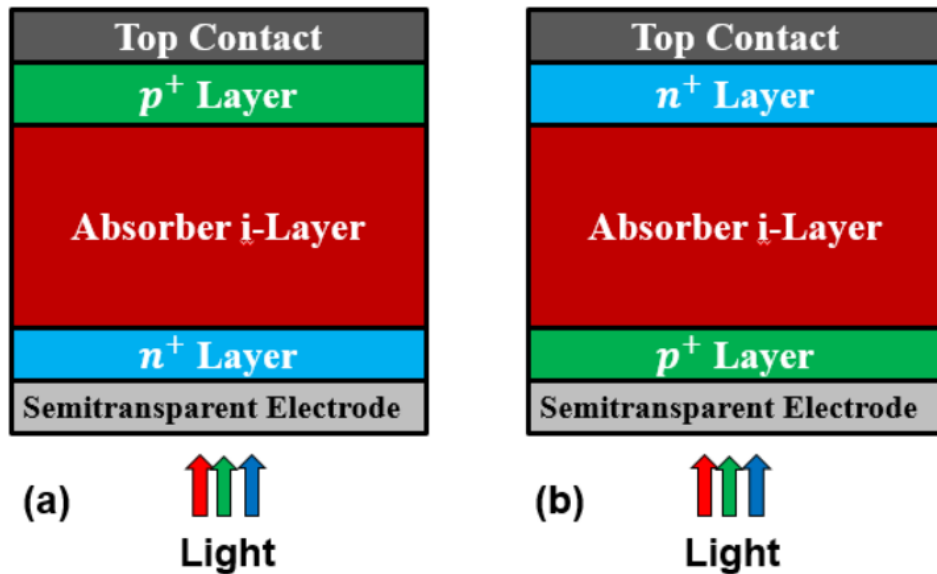 Top Contact
p⁺ Layer
Absorber i-Layer
n⁺ Layer
Semitransparent Electrode
(a)
Light
Top Contact
n⁺ Layer
Absorber i-Layer
p⁺ Layer
Semitransparent Electrode
(b)
Light